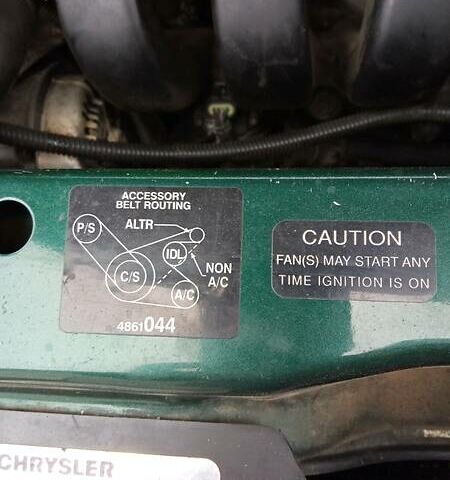 ACCESSORY
BELT ROUTING
ALTR
P/S
IDL
C/S
NON
A/C
A/C
4861044
CAUTION
FAN(S) MAY START ANY
TIME IGNITION IS ON
CHRYSLER